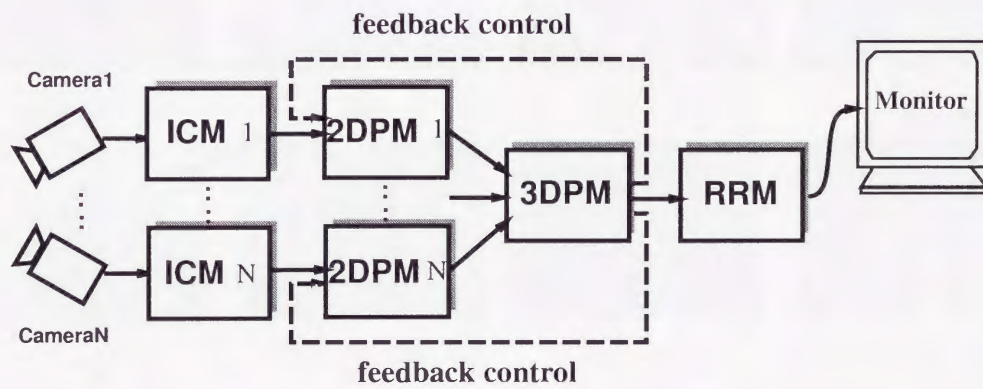 feedback control
Camera1
ICM 1
2DPM 1
Monitor
3DPM
RRM
ICM N
2DPM N
CameraN
feedback control